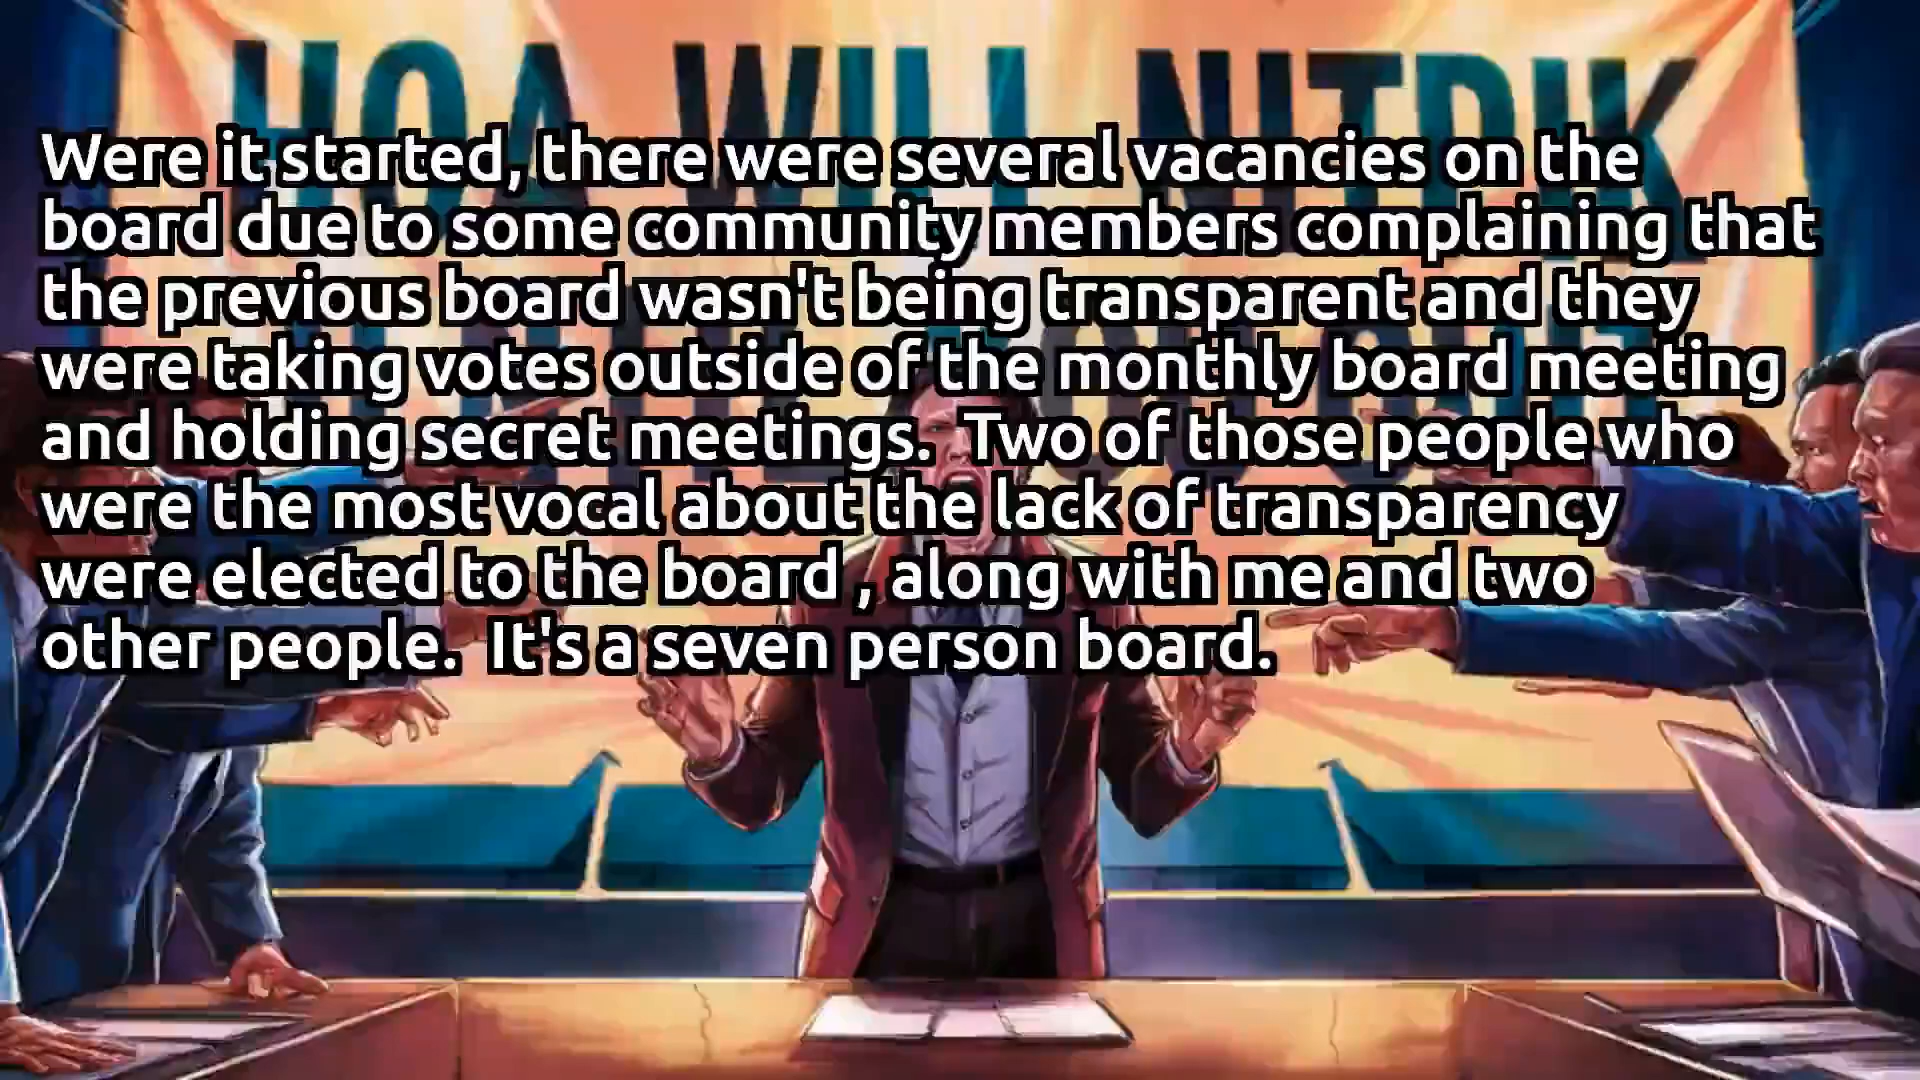 HOA WILL NITPIK
Were it started, there were several vacancies on the
board due to some community members complaining that
the previous board wasn't being transparent and they
were taking votes outside of the monthly board meeting
and holding secret meetings.  Two of those people who
were the most vocal about the lack of transparency
were elected to the board , along with me and two
other people.  It's a seven person board.